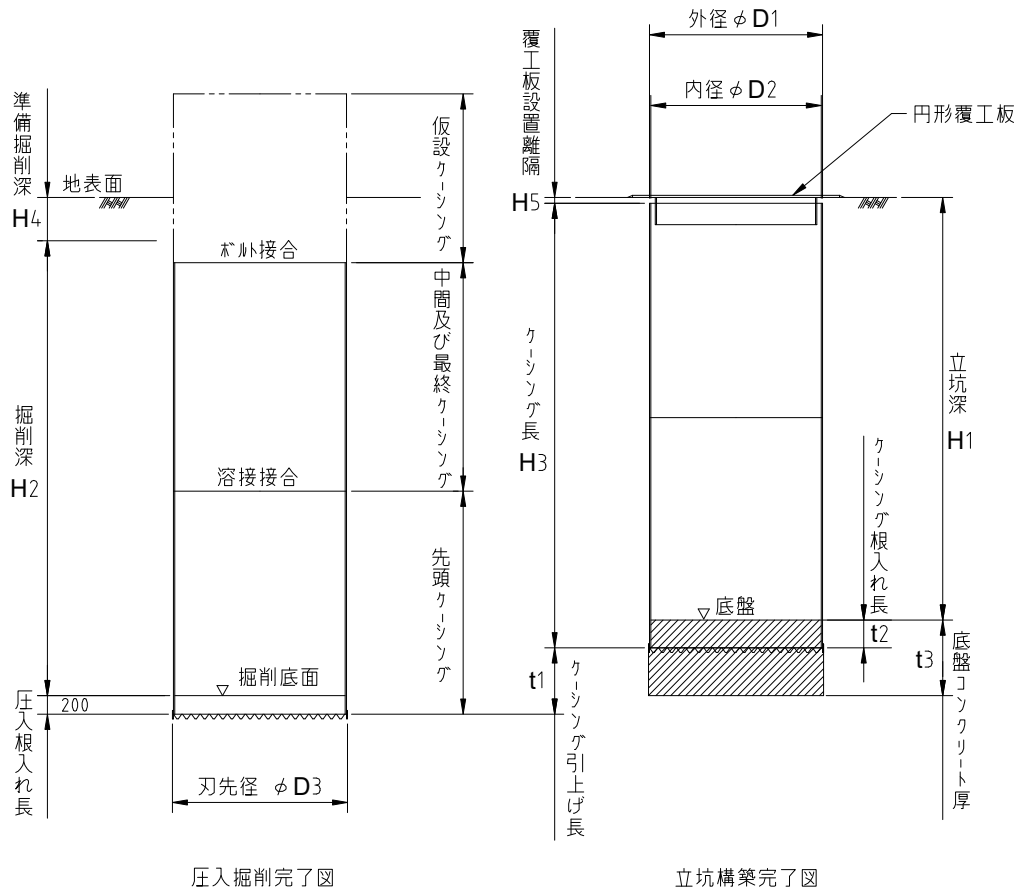 準備掘削深
H4
地表面
ボルト接合
仮設ケーシング
中間及び最終ケーシング
掘削深
H2
溶接接合
先頭ケーシング
掘削底面
圧入根入れ長
200
刃先径 φD3
圧入掘削完了図
外径φD1
覆工板設置離隔
H5
内径φD2
円形覆工板
ケーシング長
H3
立坑深
H1
ケーシング根入れ長
t2
底盤
t1
ケーシング引上げ長
t3
底盤コンクリート厚
立坑構築完了図